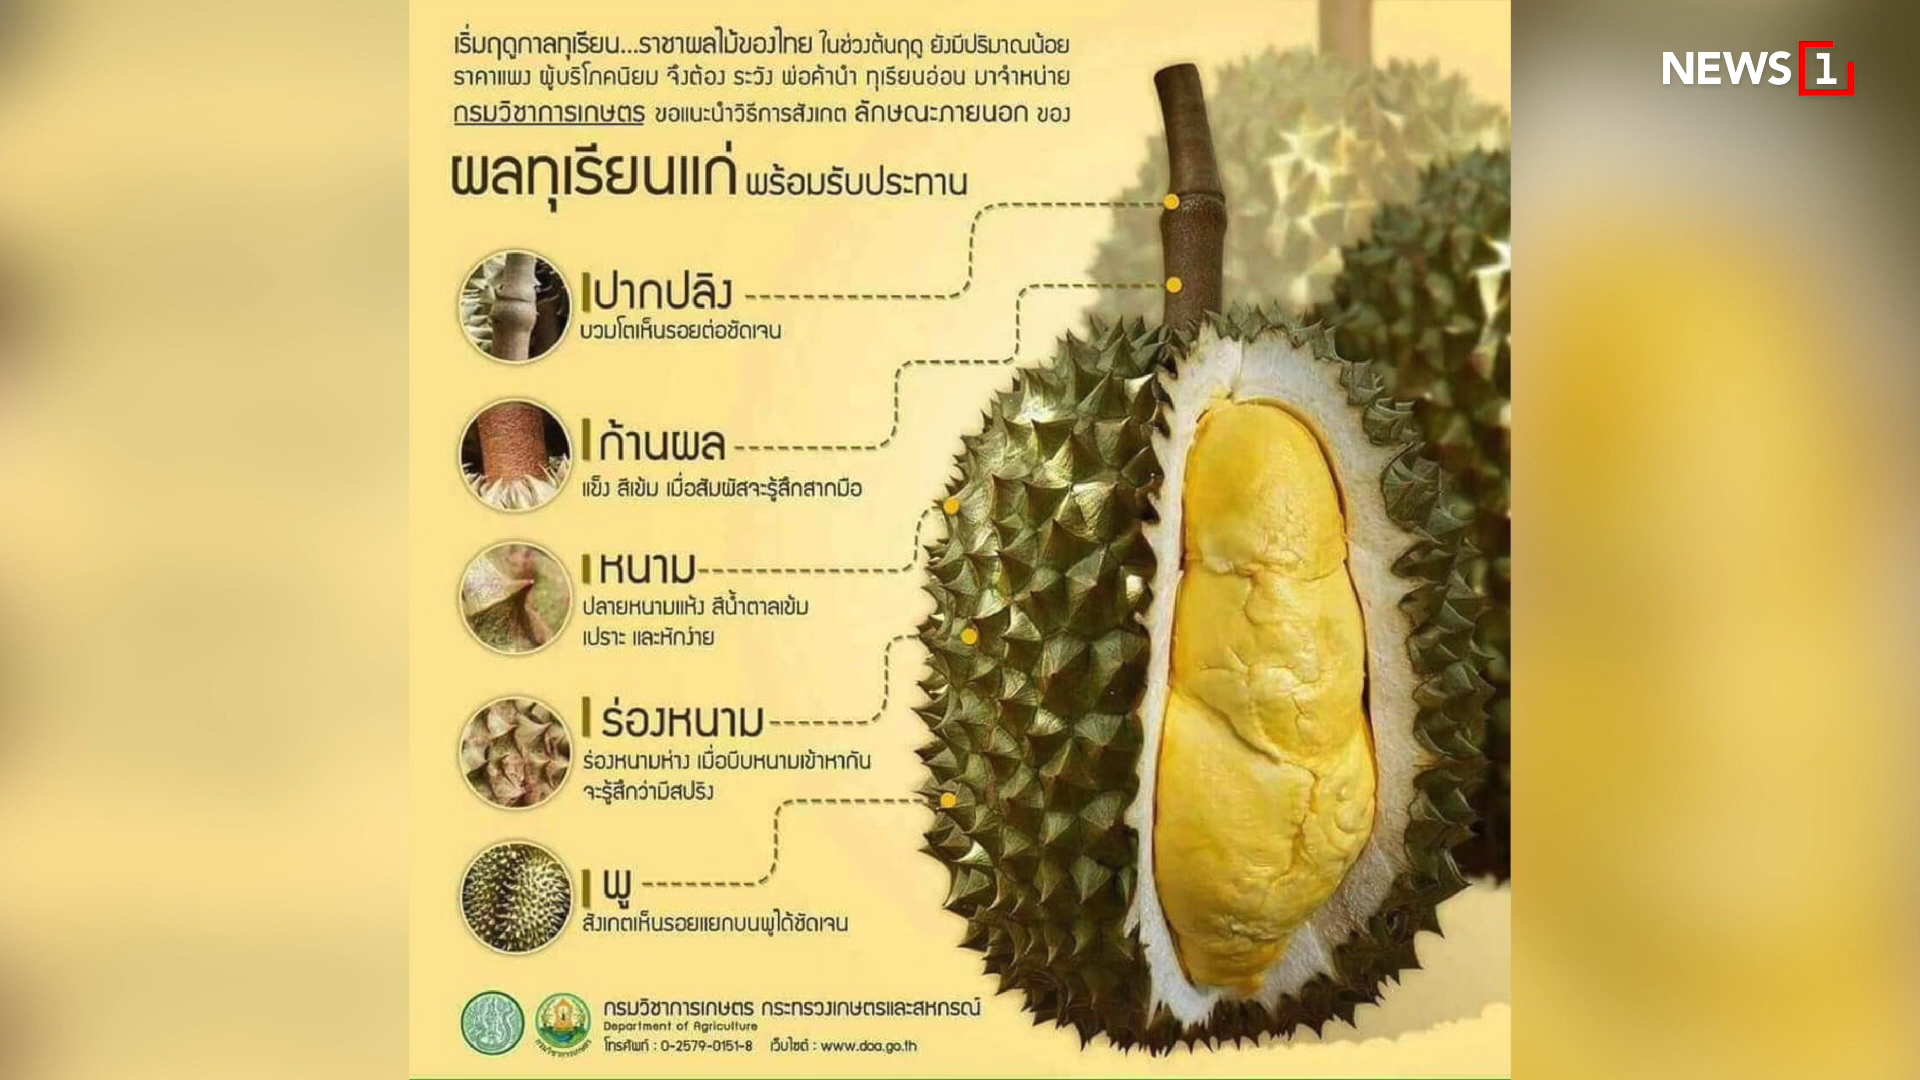 เริ่มฤดูกาลทุเรียน...ราชาผลไม้ของไทย ในช่วงต้นฤดู ยังมีปริมาณน้อย
ราคาแพง ผู้บริโภคนิยม จึงต้อง ระวัง พ่อค้านำ ทุเรียนอ่อน มาจำหน่าย
กรมวิชาการเกษตร ขอแนะนำวิธีการสังเกต ลักษณะภายนอก ของ
ผลทุเรียนแก่ พร้อมรับประทาน
ปากปลิง
บวมโตเห็นรอยต่อชัดเจน
ก้านผล
แข็ง สีเข้ม เมื่อสัมผัสจะรู้สึกสากมือ
หนาม
ปลายหนามแห้ง สีน้ำตาลเข้ม
เปราะ และหักง่าย
ร่องหนาม
ร่องหนามห่าง เมื่อบีบหนามเข้าหากัน
จะรู้สึกว่ามีสปริง
พู
สังเกตเห็นรอยแยกบนพูได้ชัดเจน
กรมวิชาการเกษตร กระทรวงเกษตรและสหกรณ์
Department of Agriculture
โทรศัพท์ : 0-2579-0151-8 เว็บไซต์ : www.doa.go.th
กรมวิชาการเกษตร
NEWS 1